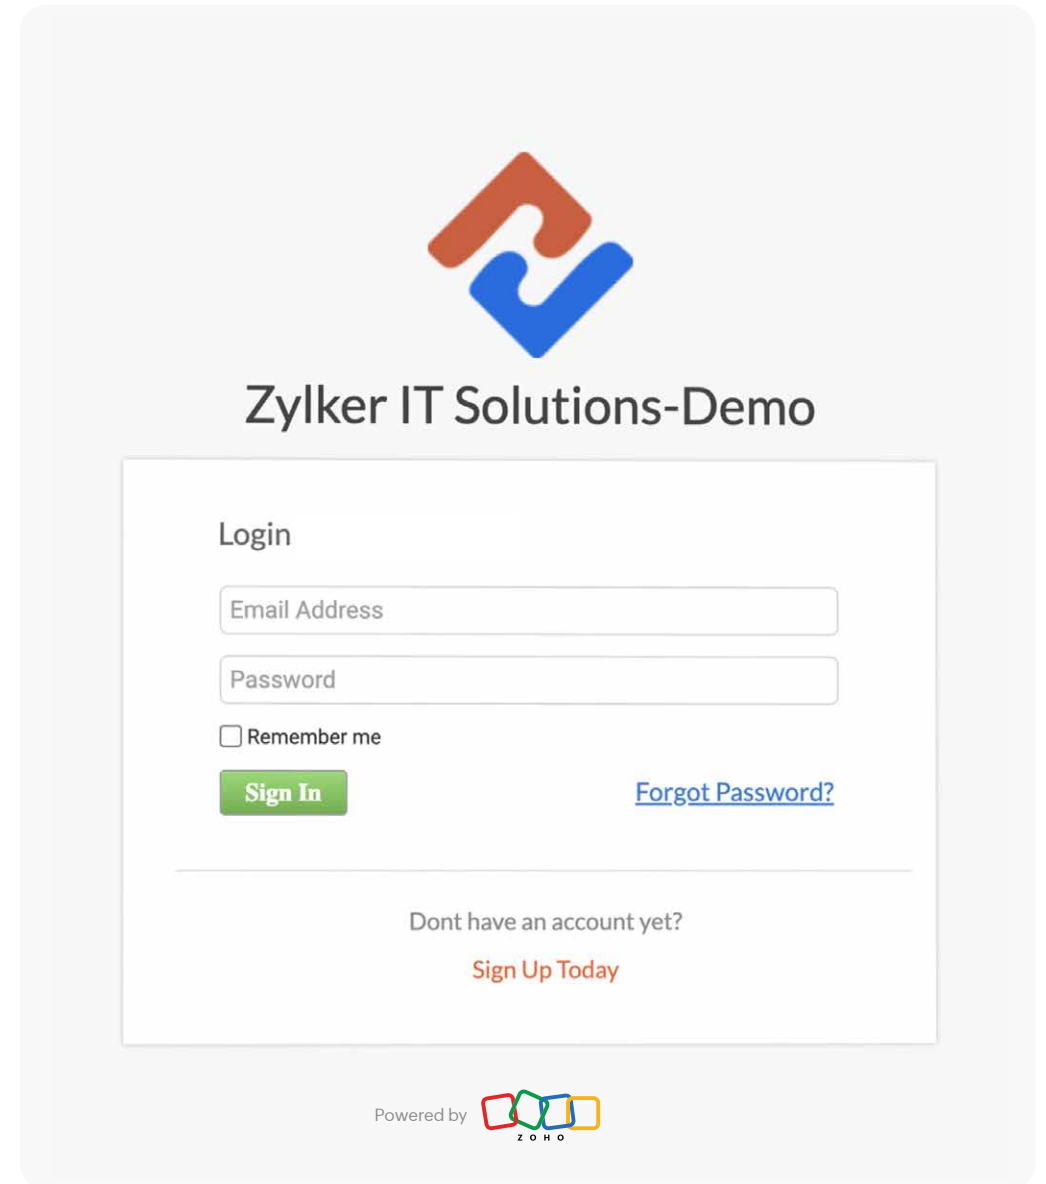 Zylker IT Solutions-Demo
Login
Email Address
Password
Remember me
Sign In
Forgot Password?
Dont have an account yet?
Sign Up Today
Powered by
ZOHO